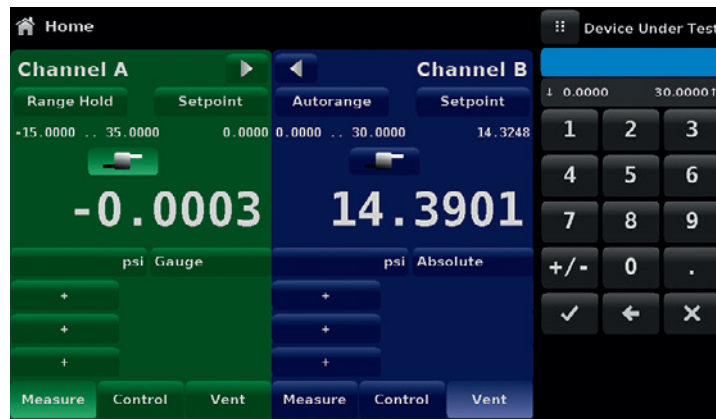 Home
Device Under Test
Channel A
Channel B
Range Hold Setpoint
Autorange Setpoint
-15.0000 .. 35.0000 0.0000
0.0000 .. 30.0000 14.3248
-0.0003
14.3901
psi Gauge
psi Absolute
+
+
+
+
+
+
Measure Control Vent
Measure Control Vent
↓ 0.0000 30.0000 ↑
1 2 3
4 5 6
7 8 9
+/- 0 .